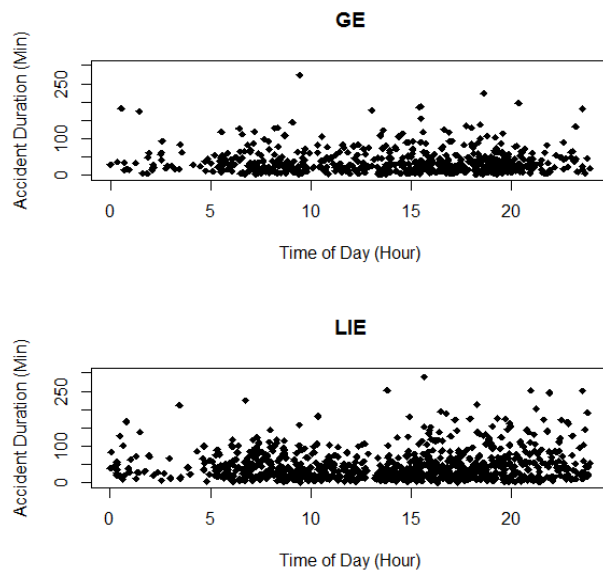 GE
Accident Duration (Min)
250
100
0
0 5 10 15 20
Time of Day (Hour)
LIE
Accident Duration (Min)
250
100
0
0 5 10 15 20
Time of Day (Hour)